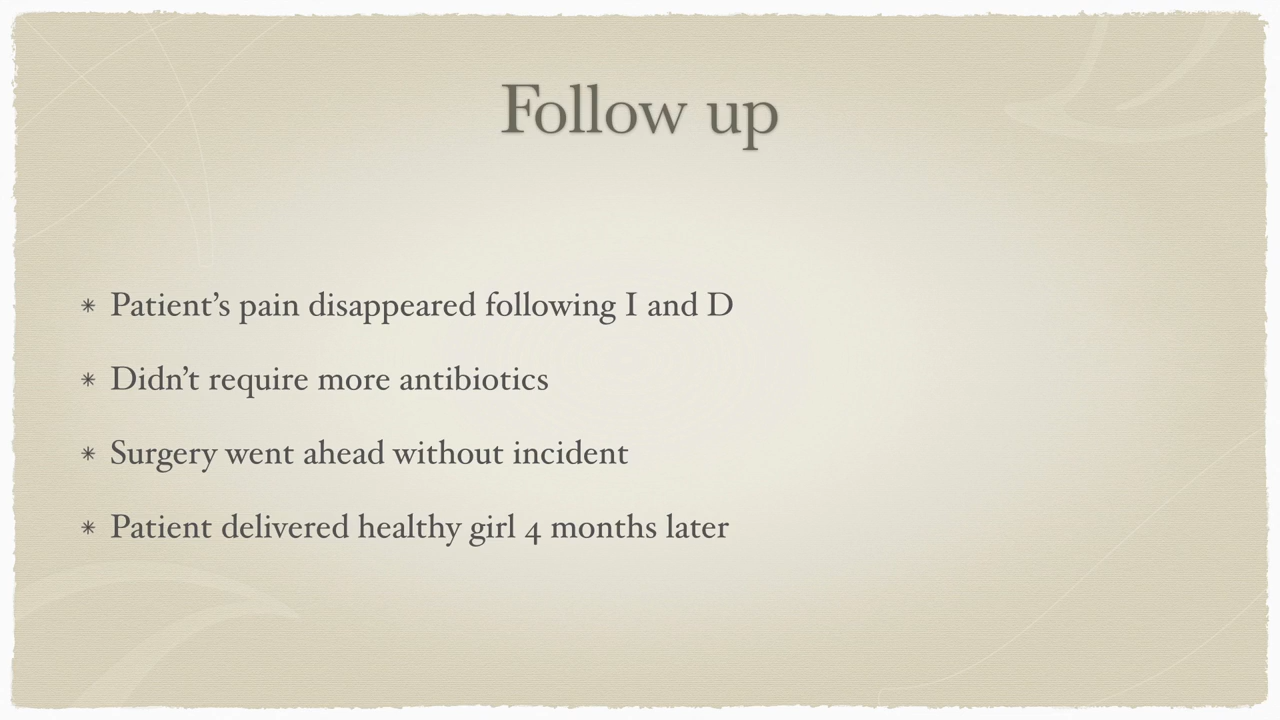 Follow up
Patient’s pain disappeared following I and D
Didn’t require more antibiotics
Surgery went ahead without incident
Patient delivered healthy girl 4 months later